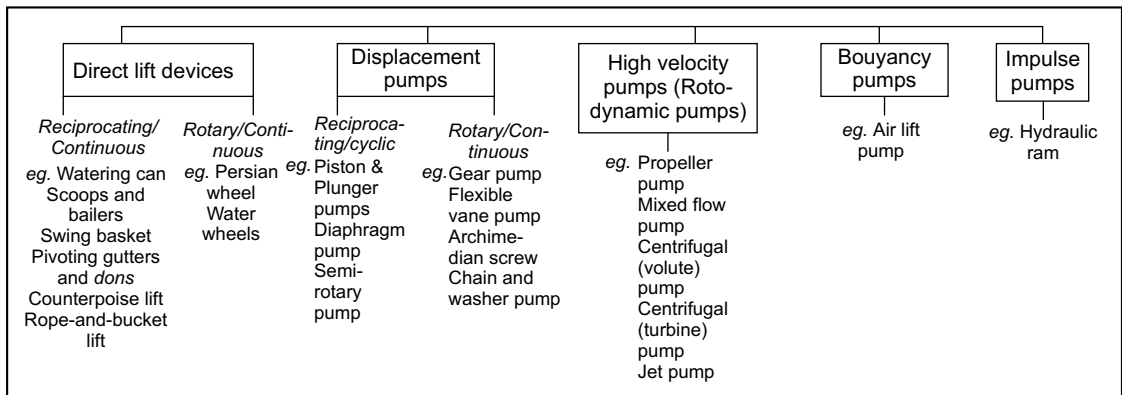 Direct lift devices
Reciprocating/
Continuous
eg. Watering can
Scoops and
bailers
Swing basket
Pivoting gutters
and dons
Counterpoise lift
Rope-and-bucket
lift
Rotary/Conti-
nuous
eg. Persian
wheel
Water
wheels
Displacement
pumps
Reciproca-
ting/cyclic
eg. Piston &
Plunger
pumps
Diaphragm
pump
Semi-
rotary
pump
Rotary/Con-
tinuous
eg. Gear pump
Flexible
vane pump
Archime-
dian screw
Chain and
washer pump
High velocity
pumps (Roto-
dynamic pumps)
eg. Propeller
pump
Mixed flow
pump
Centrifugal
(volute)
pump
Centrifugal
(turbine)
pump
Jet pump
Bouyancy
pumps
eg. Air lift
pump
Impulse
pumps
eg. Hydraulic
ram